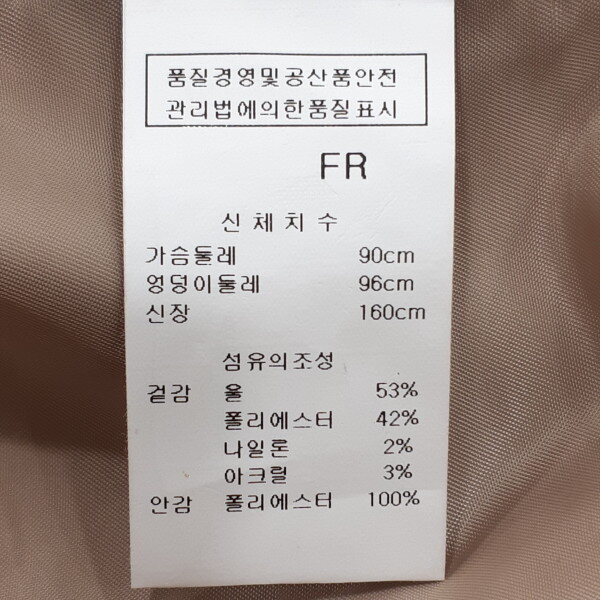 품질경영및공산품안전
관리법에의한품질표시
FR
신체치수
가슴둘레 90cm
엉덩이둘레 96cm
신장 160cm
섬유의조성
겉감 울 53%
폴리에스터 42%
나일론 2%
아크릴 3%
안감 폴리에스터 100%